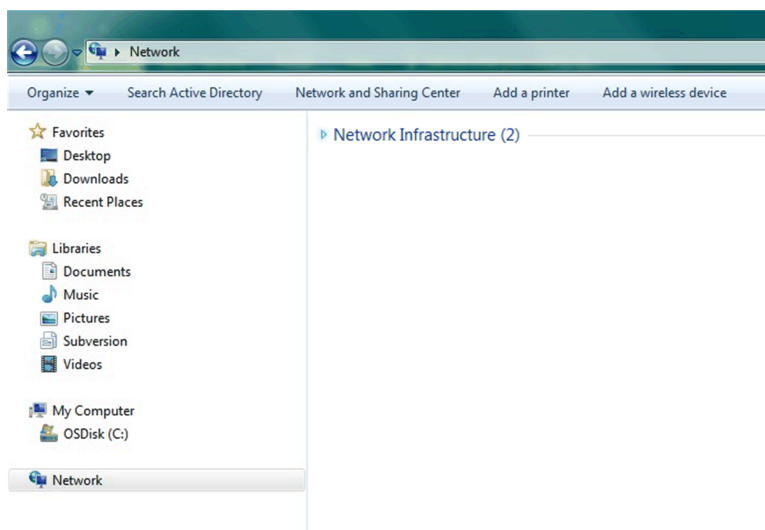 Network
Organize Search Active Directory Network and Sharing Center Add a printer Add a wireless device
Favorites
Desktop
Downloads
Recent Places
Libraries
Documents
Music
Pictures
Subversion
Videos
My Computer
OSDisk (C:)
Network
Network Infrastructure (2)